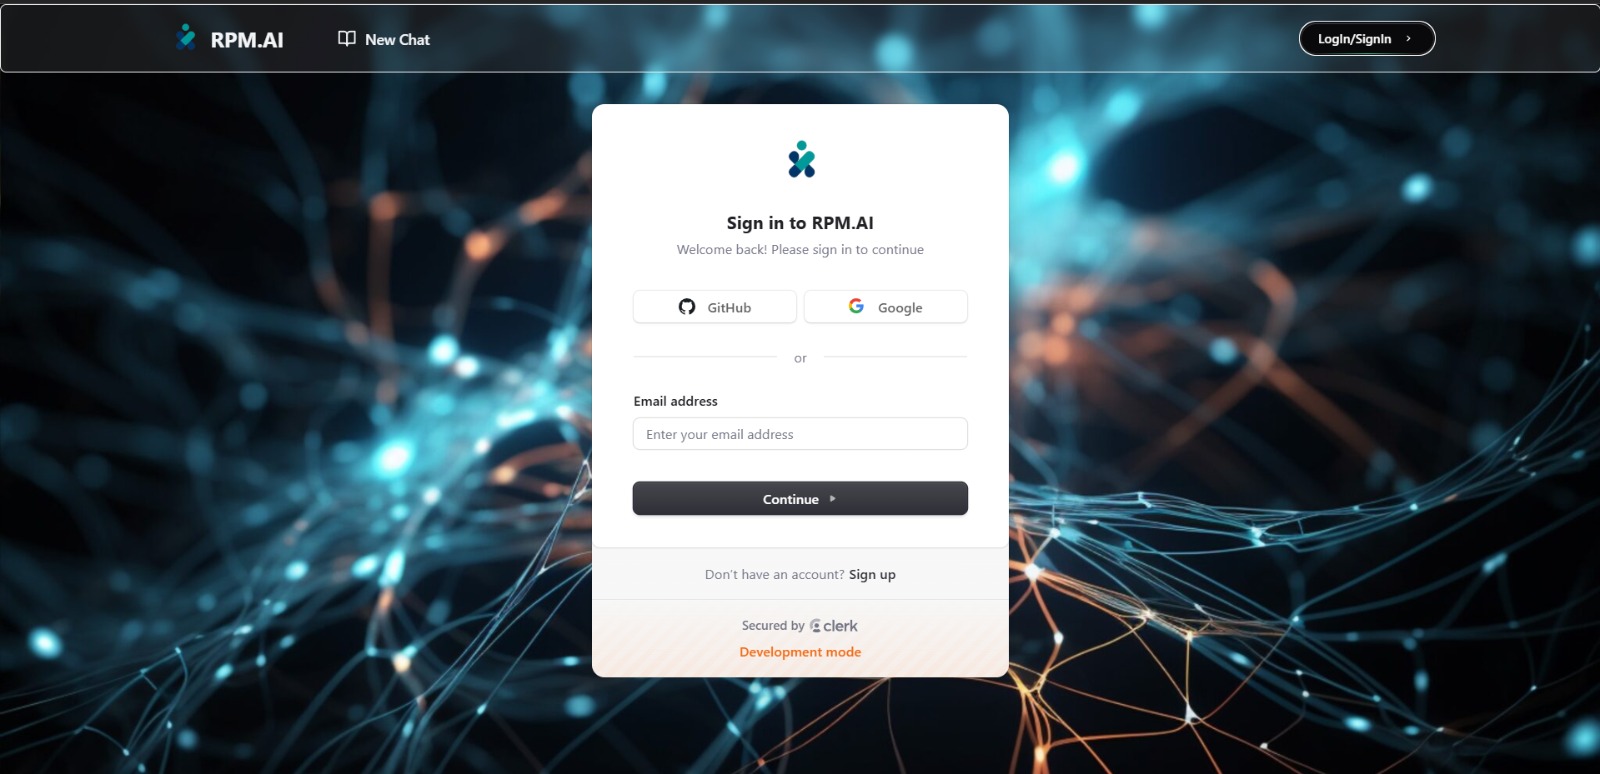 RPM.AI
New Chat
LogIn/SignIn
Sign in to RPM.AI
Welcome back! Please sign in to continue
GitHub
Google
or
Email address
Enter your email address
Continue
Don't have an account? Sign up
Secured by clerk
Development mode